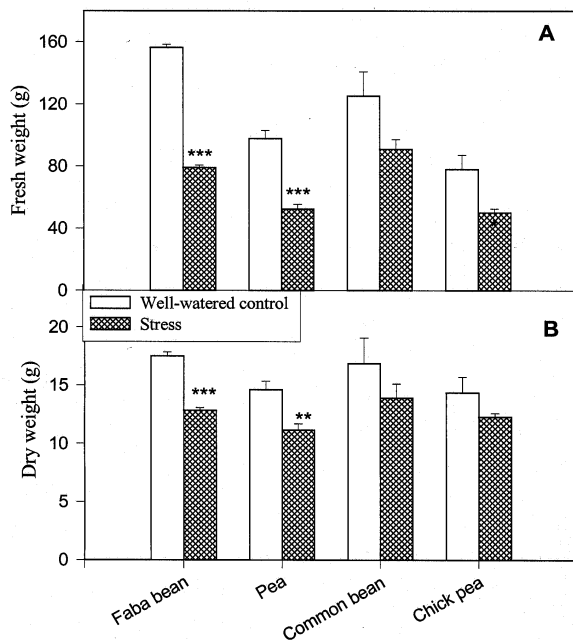 A
Fresh weight (g)
160
120
80
40
0
***
***
*
Well-watered control
Stress
B
Dry weight (g)
20
15
10
5
0
***
**
Faba bean
Pea
Common bean
Chick pea